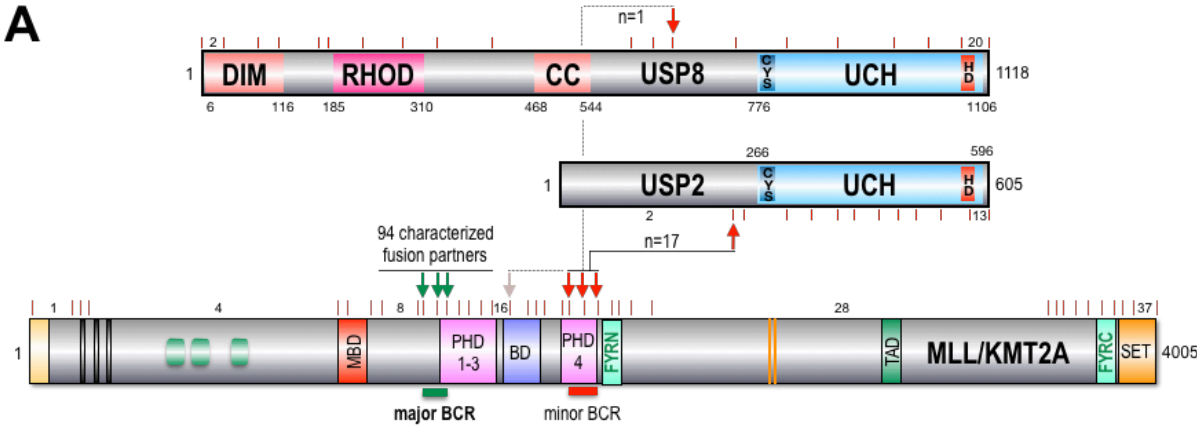 A
n=1
2
20
1
DIM
RHOD
CC
USP8
CYS
UCH
HD
1118
6
116
185
310
468
544
776
1106
266
596
1
USP2
CYS
UCH
HD
605
2
13
94 characterized
fusion partners
n=17
1
4
8
16
28
37
1
MBD
PHD
1-3
BD
PHD
4
FYRN
TAD
MLL/KMT2A
FYRC
SET
4005
major BCR
minor BCR